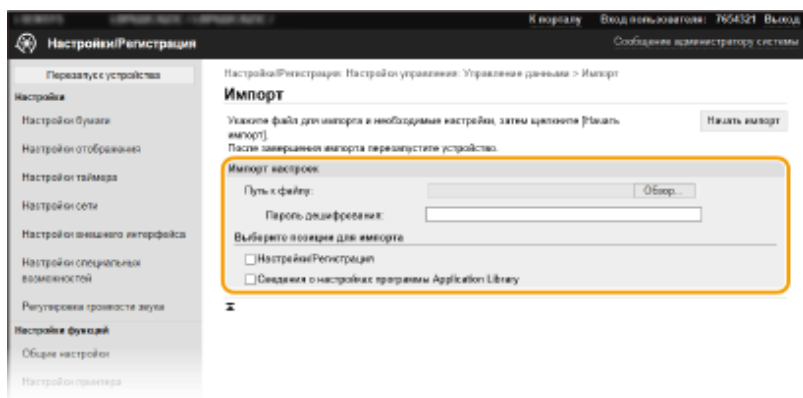 К порталу Вход пользователя: 7654321 Выход
Настройки/Регистрация
Сообщение администратору системы
Перезапуск устройства
Настройки
Настройки бумаги
Настройки отображения
Настройки таймера
Настройки сети
Настройки внешнего интерфейса
Настройки специальных
возможностей
Регулировка громкости звука
Настройки функций
Общие настройки
Настройки принтера
Настройки/Регистрация: Настройки управления: Управление данными > Импорт
Импорт
Укажите файл для импорта и необходимые настройки, затем щелкните [Начать
импорт].
После завершения импорта перезапустите устройство.
Начать импорт
Импорт настроек
Путь к файлу:
Обзор...
Пароль дешифрования:
Выберите позиции для импорта
Настройки/Регистрация
Сведения о настройках программы Application Library